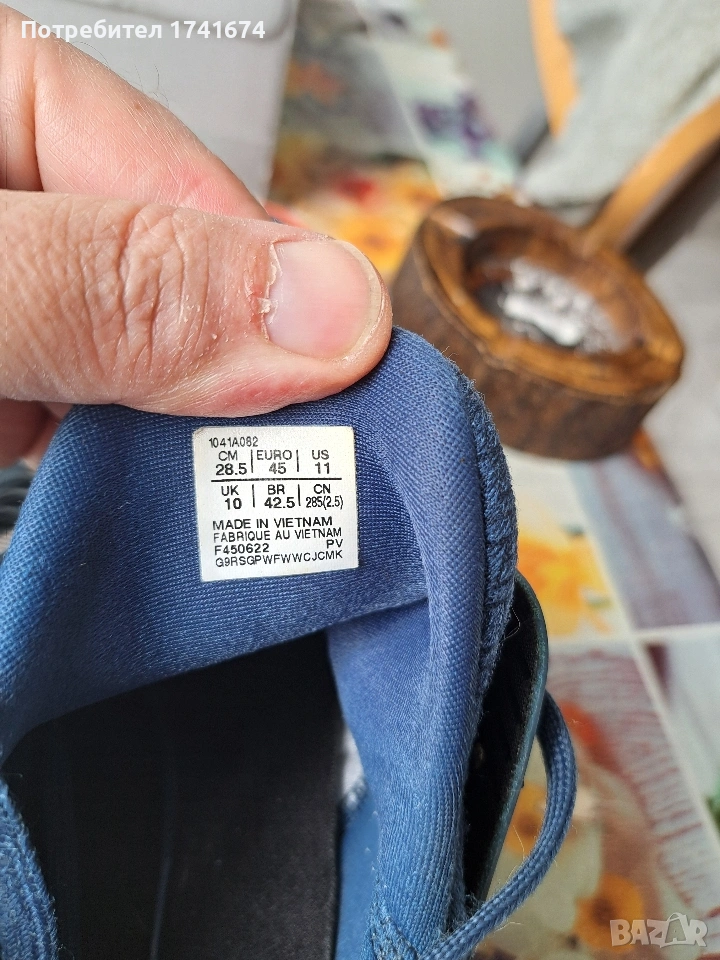 Потребител 1741674
1041A082
CM EURO US
28.5 45 11
UK BR CN
10 42.5 285(2.5)
MADE IN VIETNAM
FABRIQUE AU VIETNAM
F450622 PV
G9RSGPWFWWCJCMK
BAZAR